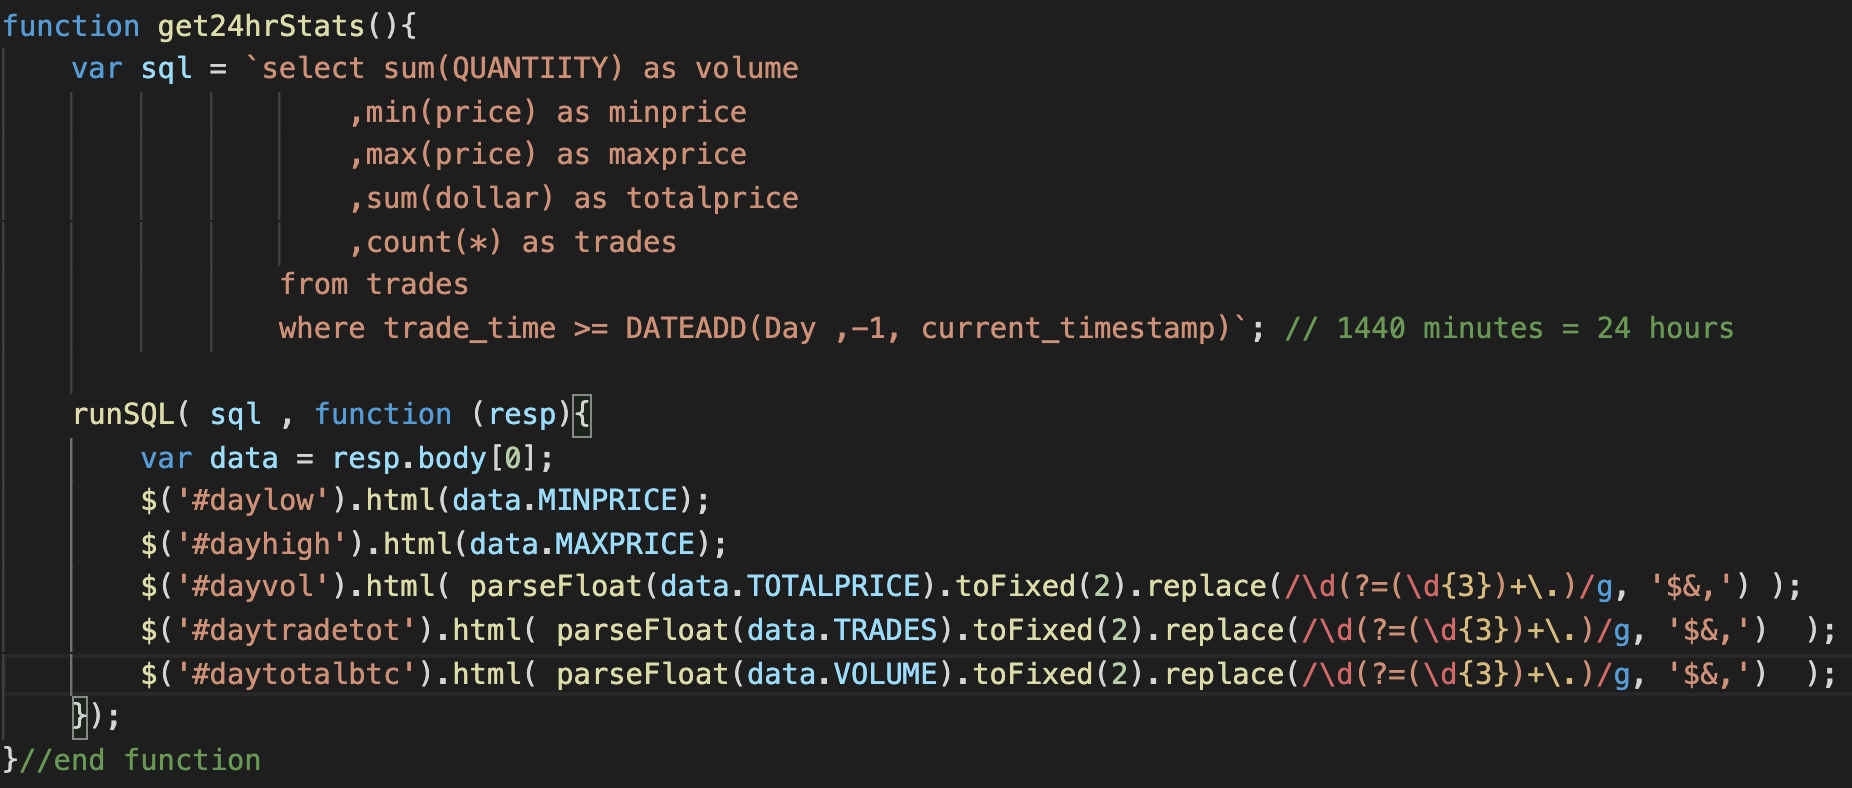 function get24hrStats(){
    var sql = `select sum(QUANTIITY) as volume
                    ,min(price) as minprice
                    ,max(price) as maxprice
                    ,sum(dollar) as totalprice
                    ,count(*) as trades
                from trades
                where trade_time >= DATEADD(Day ,-1, current_timestamp)`; // 1440 minutes = 24 hours

    runSQL( sql , function (resp){
        var data = resp.body[0];
        $('#daylow').html(data.MINPRICE);
        $('#dayhigh').html(data.MAXPRICE);
        $('#dayvol').html( parseFloat(data.TOTALPRICE).toFixed(2).replace(/\d(?=(\d{3})+\.)/g, '$&,') );
        $('#daytradetot').html( parseFloat(data.TRADES).toFixed(2).replace(/\d(?=(\d{3})+\.)/g, '$&,')  );
        $('#daytotalbtc').html( parseFloat(data.VOLUME).toFixed(2).replace(/\d(?=(\d{3})+\.)/g, '$&,')  );
    });
}//end function